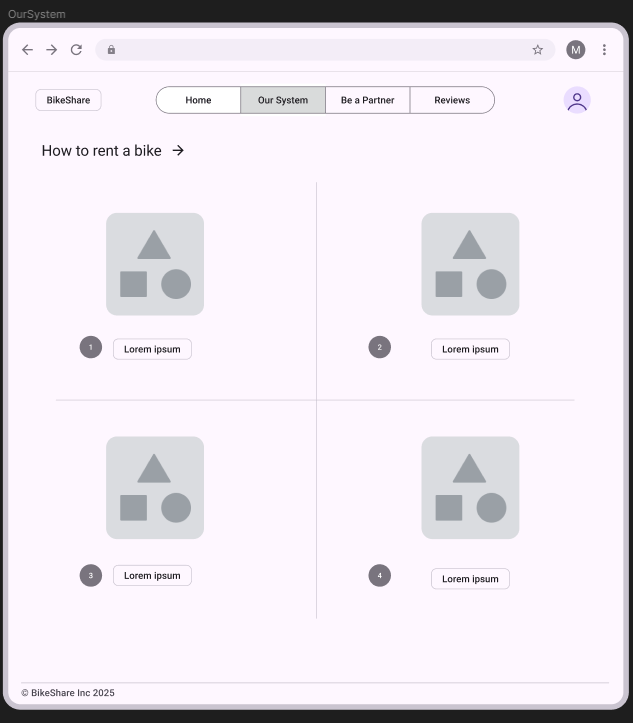 OurSystem
M
BikeShare
Home
Our System
Be a Partner
Reviews
How to rent a bike →
1
Lorem ipsum
2
Lorem ipsum
3
Lorem ipsum
4
Lorem ipsum
© BikeShare Inc 2025